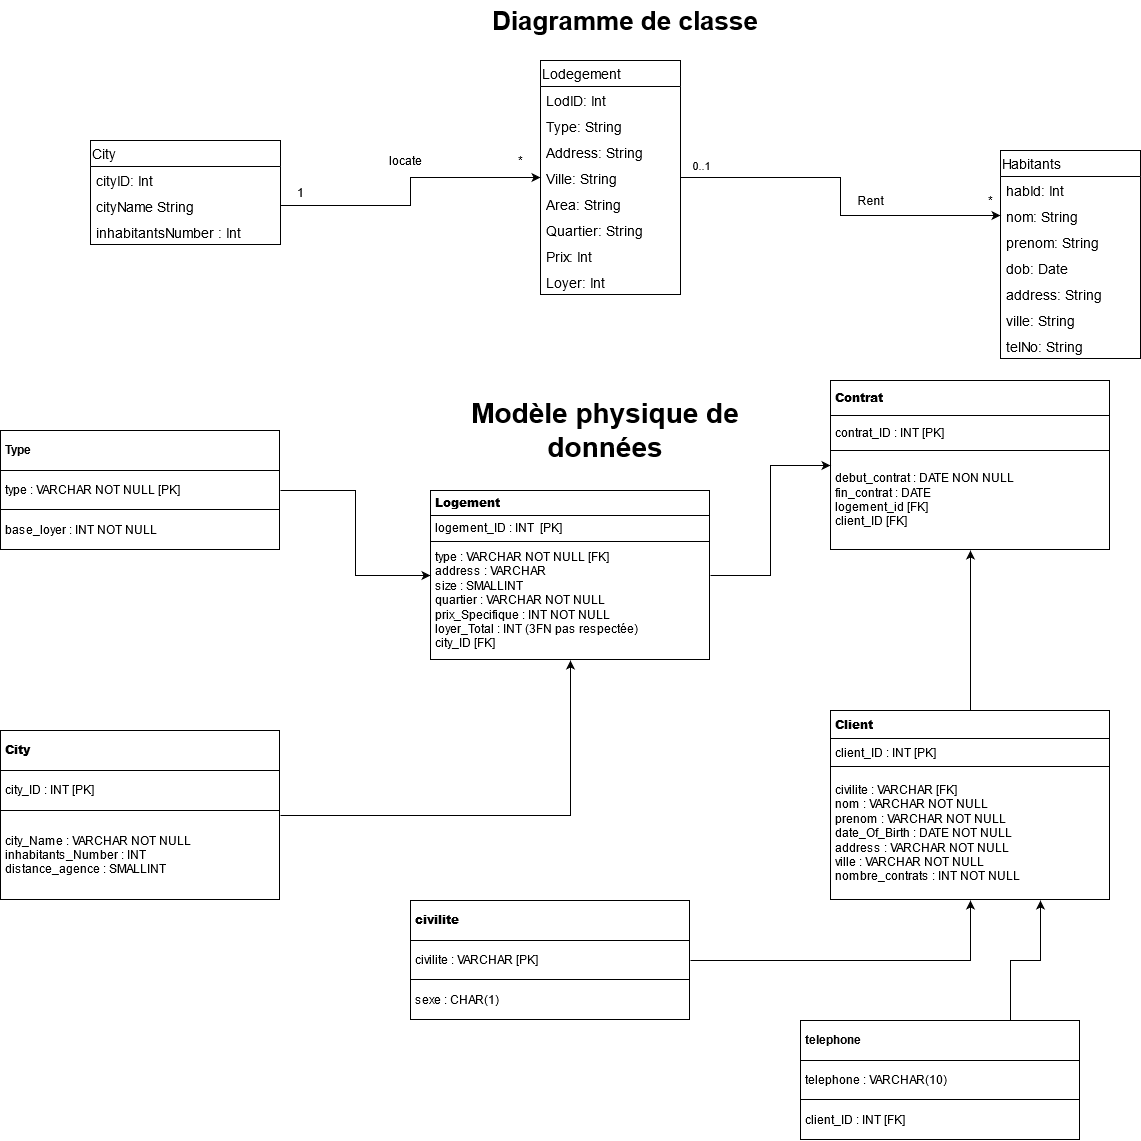 Diagramme de classe
City
cityID: Int
cityName String
inhabitantsNumber : Int
locate
1
*
Lodegement
LodID: Int
Type: String
Address: String
Ville: String
Area: String
Quartier: String
Prix: Int
Loyer: Int
0..1
Rent
*
Habitants
habId: Int
nom: String
prenom: String
dob: Date
address: String
ville: String
telNo: String
Modèle physique de
données
Type
type : VARCHAR NOT NULL [PK]
base_loyer : INT NOT NULL
Logement
logement_ID : INT [PK]
type : VARCHAR NOT NULL [FK]
address : VARCHAR
size : SMALLINT
quartier : VARCHAR NOT NULL
prix_Specifique : INT NOT NULL
loyer_Total : INT (3FN pas respectée)
city_ID [FK]
Contrat
contrat_ID : INT [PK]
debut_contrat : DATE NON NULL
fin_contrat : DATE
logement_id [FK]
client_ID [FK]
City
city_ID : INT [PK]
city_Name : VARCHAR NOT NULL
inhabitants_Number : INT
distance_agence : SMALLINT
Client
client_ID : INT [PK]
civilite : VARCHAR [FK]
nom : VARCHAR NOT NULL
prenom : VARCHAR NOT NULL
date_Of_Birth : DATE NOT NULL
address : VARCHAR NOT NULL
ville : VARCHAR NOT NULL
nombre_contrats : INT NOT NULL
civilite
civilite : VARCHAR [PK]
sexe : CHAR(1)
telephone
telephone : VARCHAR(10)
client_ID : INT [FK]